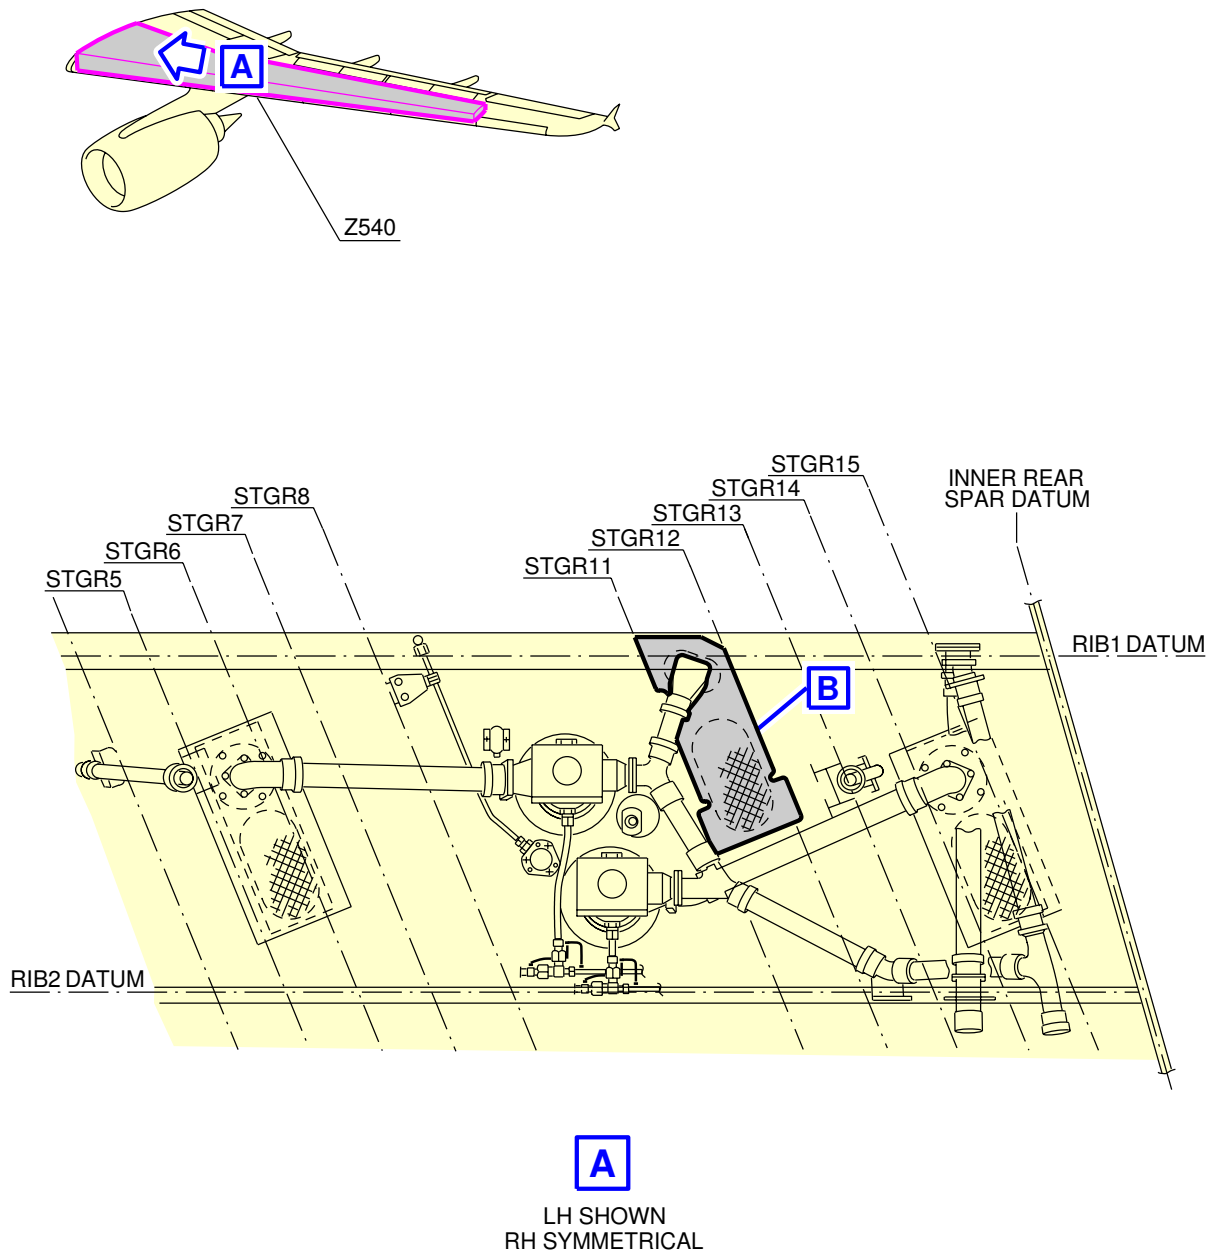 A
Z540
STGR15
INNER REAR
SPAR DATUM
STGR14
STGR8
STGR13
STGR7
STGR12
STGR6
STGR11
STGR5
RIB1 DATUM
B
RIB2 DATUM
A
LH SHOWN
RH SYMMETRICAL